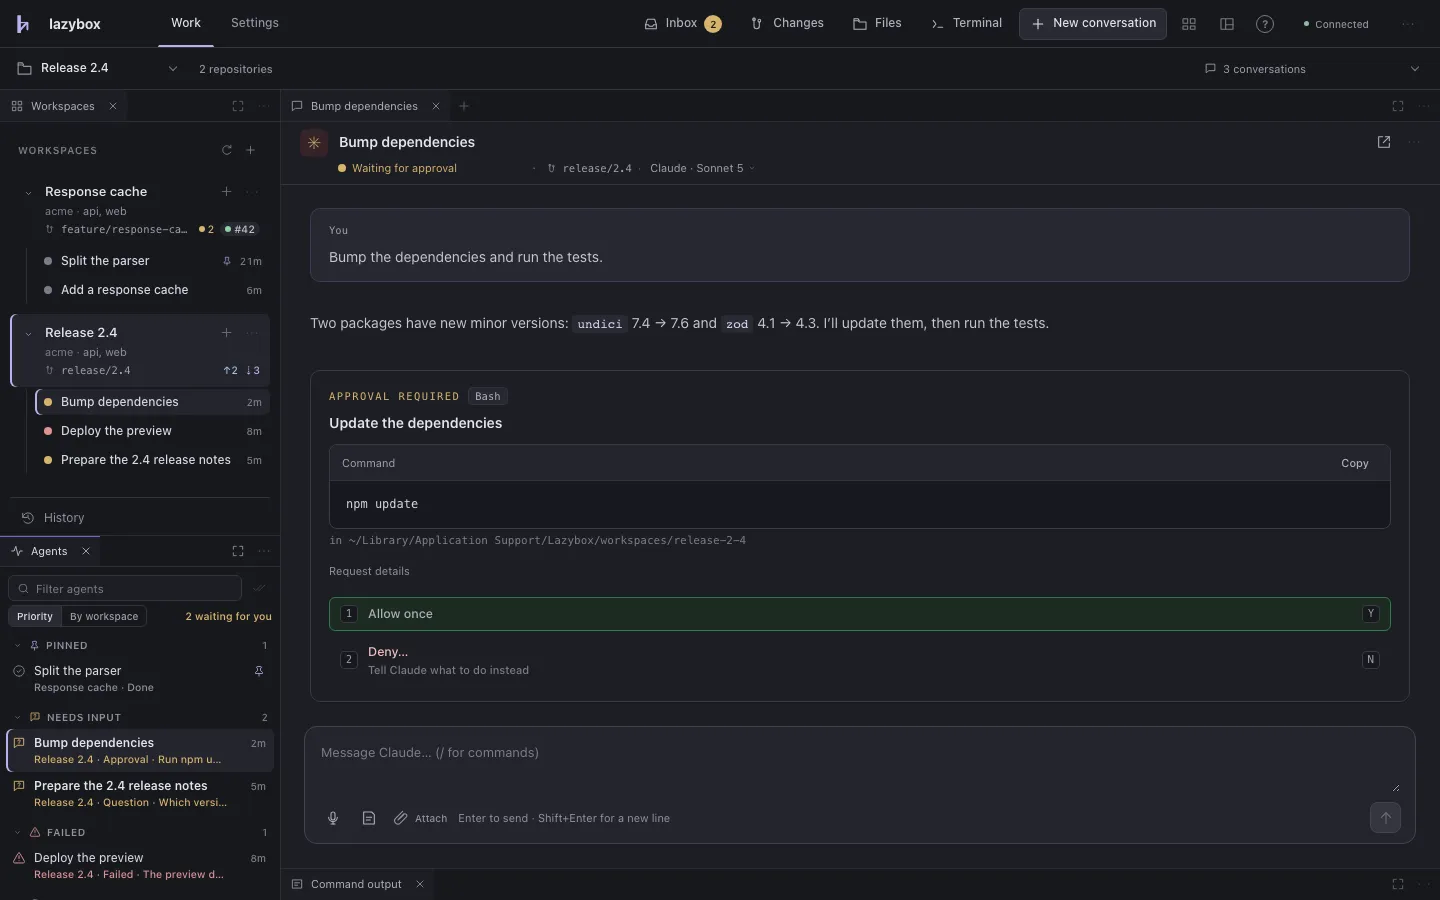 lazybox
Work
Settings
Inbox 2
Changes
Files
Terminal
New conversation
?
Connected
Release 2.4
2 repositories
3 conversations
Workspaces
Bump dependencies
WORKSPACES
Response cache
acme · api, web
feature/response-ca… 2 #42
Split the parser 21m
Add a response cache 6m
Release 2.4
acme · api, web
release/2.4 ↑2 ↓3
Bump dependencies 2m
Deploy the preview 8m
Prepare the 2.4 release notes 5m
History
Agents
Filter agents
Priority By workspace 2 waiting for you
PINNED 1
Split the parser
Response cache · Done
NEEDS INPUT 2
Bump dependencies 2m
Release 2.4 · Approval · Run npm u…
Prepare the 2.4 release notes 5m
Release 2.4 · Question · Which versi…
FAILED 1
Deploy the preview 8m
Release 2.4 · Failed · The preview d…
Bump dependencies
Waiting for approval · release/2.4 · Claude · Sonnet 5
You
Bump the dependencies and run the tests.
Two packages have new minor versions: undici 7.4 → 7.6 and zod 4.1 → 4.3. I’ll update them, then run the tests.
APPROVAL REQUIRED Bash
Update the dependencies
Command Copy
npm update
in ~/Library/Application Support/Lazybox/workspaces/release-2-4
Request details
1 Allow once Y
2 Deny… N
Tell Claude what to do instead
Message Claude… (/ for commands)
Attach Enter to send · Shift+Enter for a new line
Command output